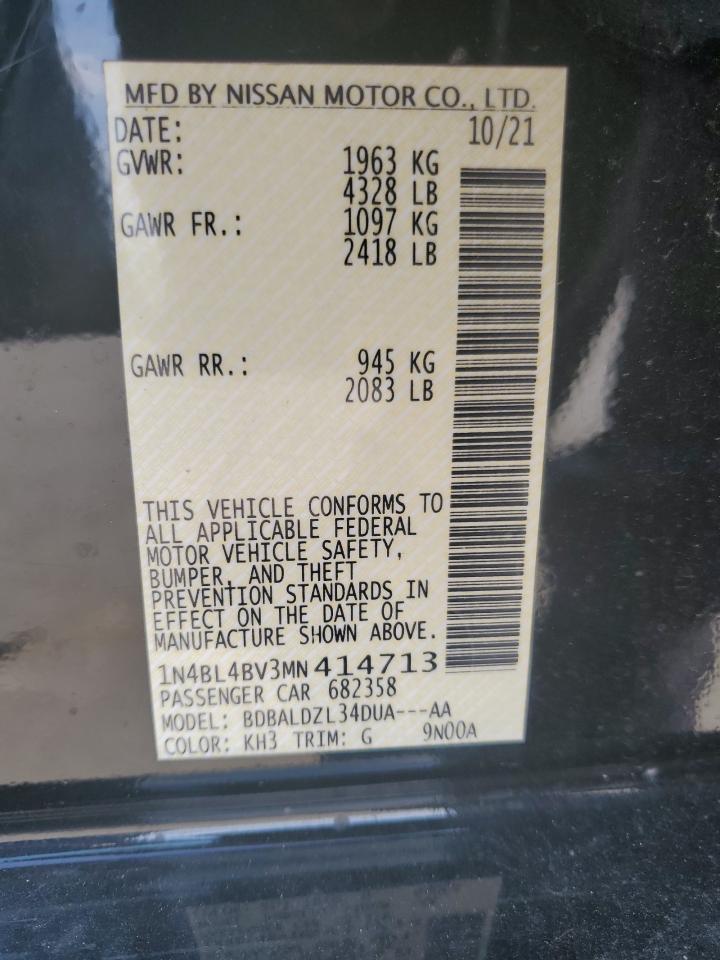 MFD BY NISSAN MOTOR CO., LTD.
DATE: 10/21
GVWR: 1963 KG
4328 LB
GAWR FR.: 1097 KG
2418 LB
GAWR RR.: 945 KG
2083 LB
THIS VEHICLE CONFORMS TO
ALL APPLICABLE FEDERAL
MOTOR VEHICLE SAFETY,
BUMPER, AND THEFT
PREVENTION STANDARDS IN
EFFECT ON THE DATE OF
MANUFACTURE SHOWN ABOVE.
1N4BL4BV3MN414713
PASSENGER CAR 682358
MODEL: BDBALDZL34DUA---AA
COLOR: KH3 TRIM: G 9N00A